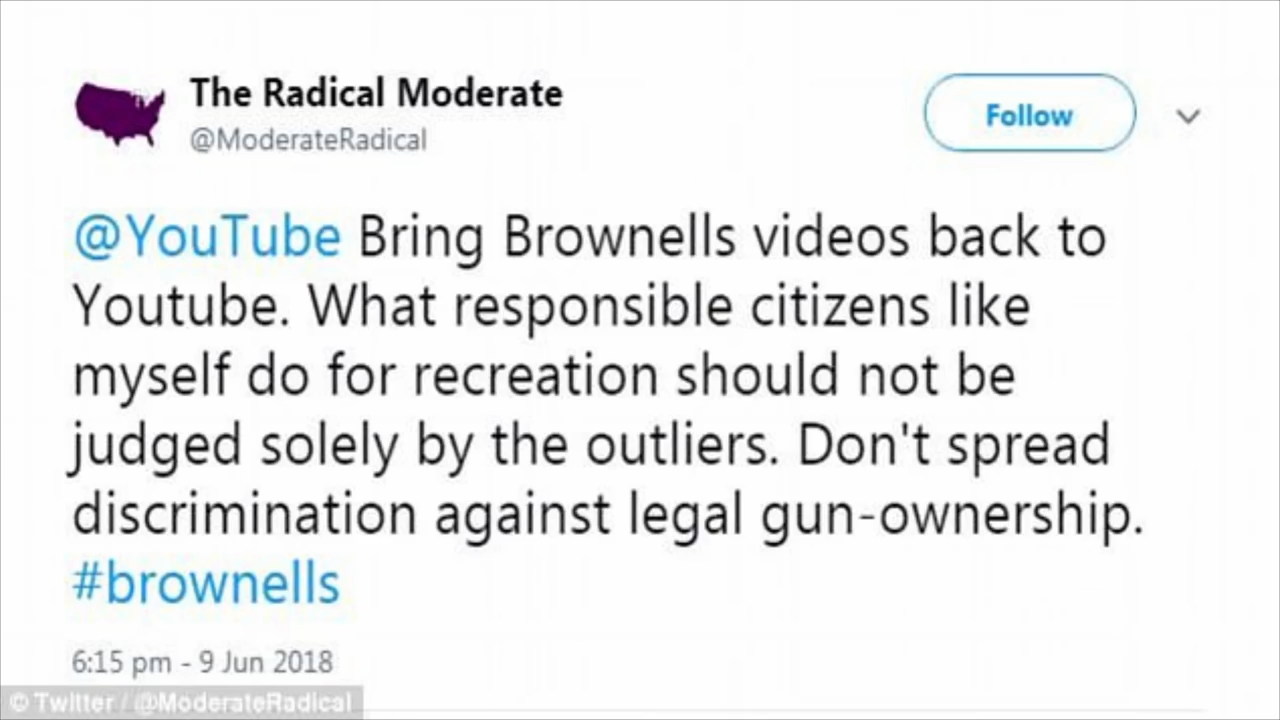 The Radical Moderate
@ModerateRadical
Follow
@YouTube Bring Brownells videos back to
Youtube. What responsible citizens like
myself do for recreation should not be
judged solely by the outliers. Don't spread
discrimination against legal gun-ownership.
#brownells
6:15 pm - 9 Jun 2018
© Twitter / @ModerateRadical